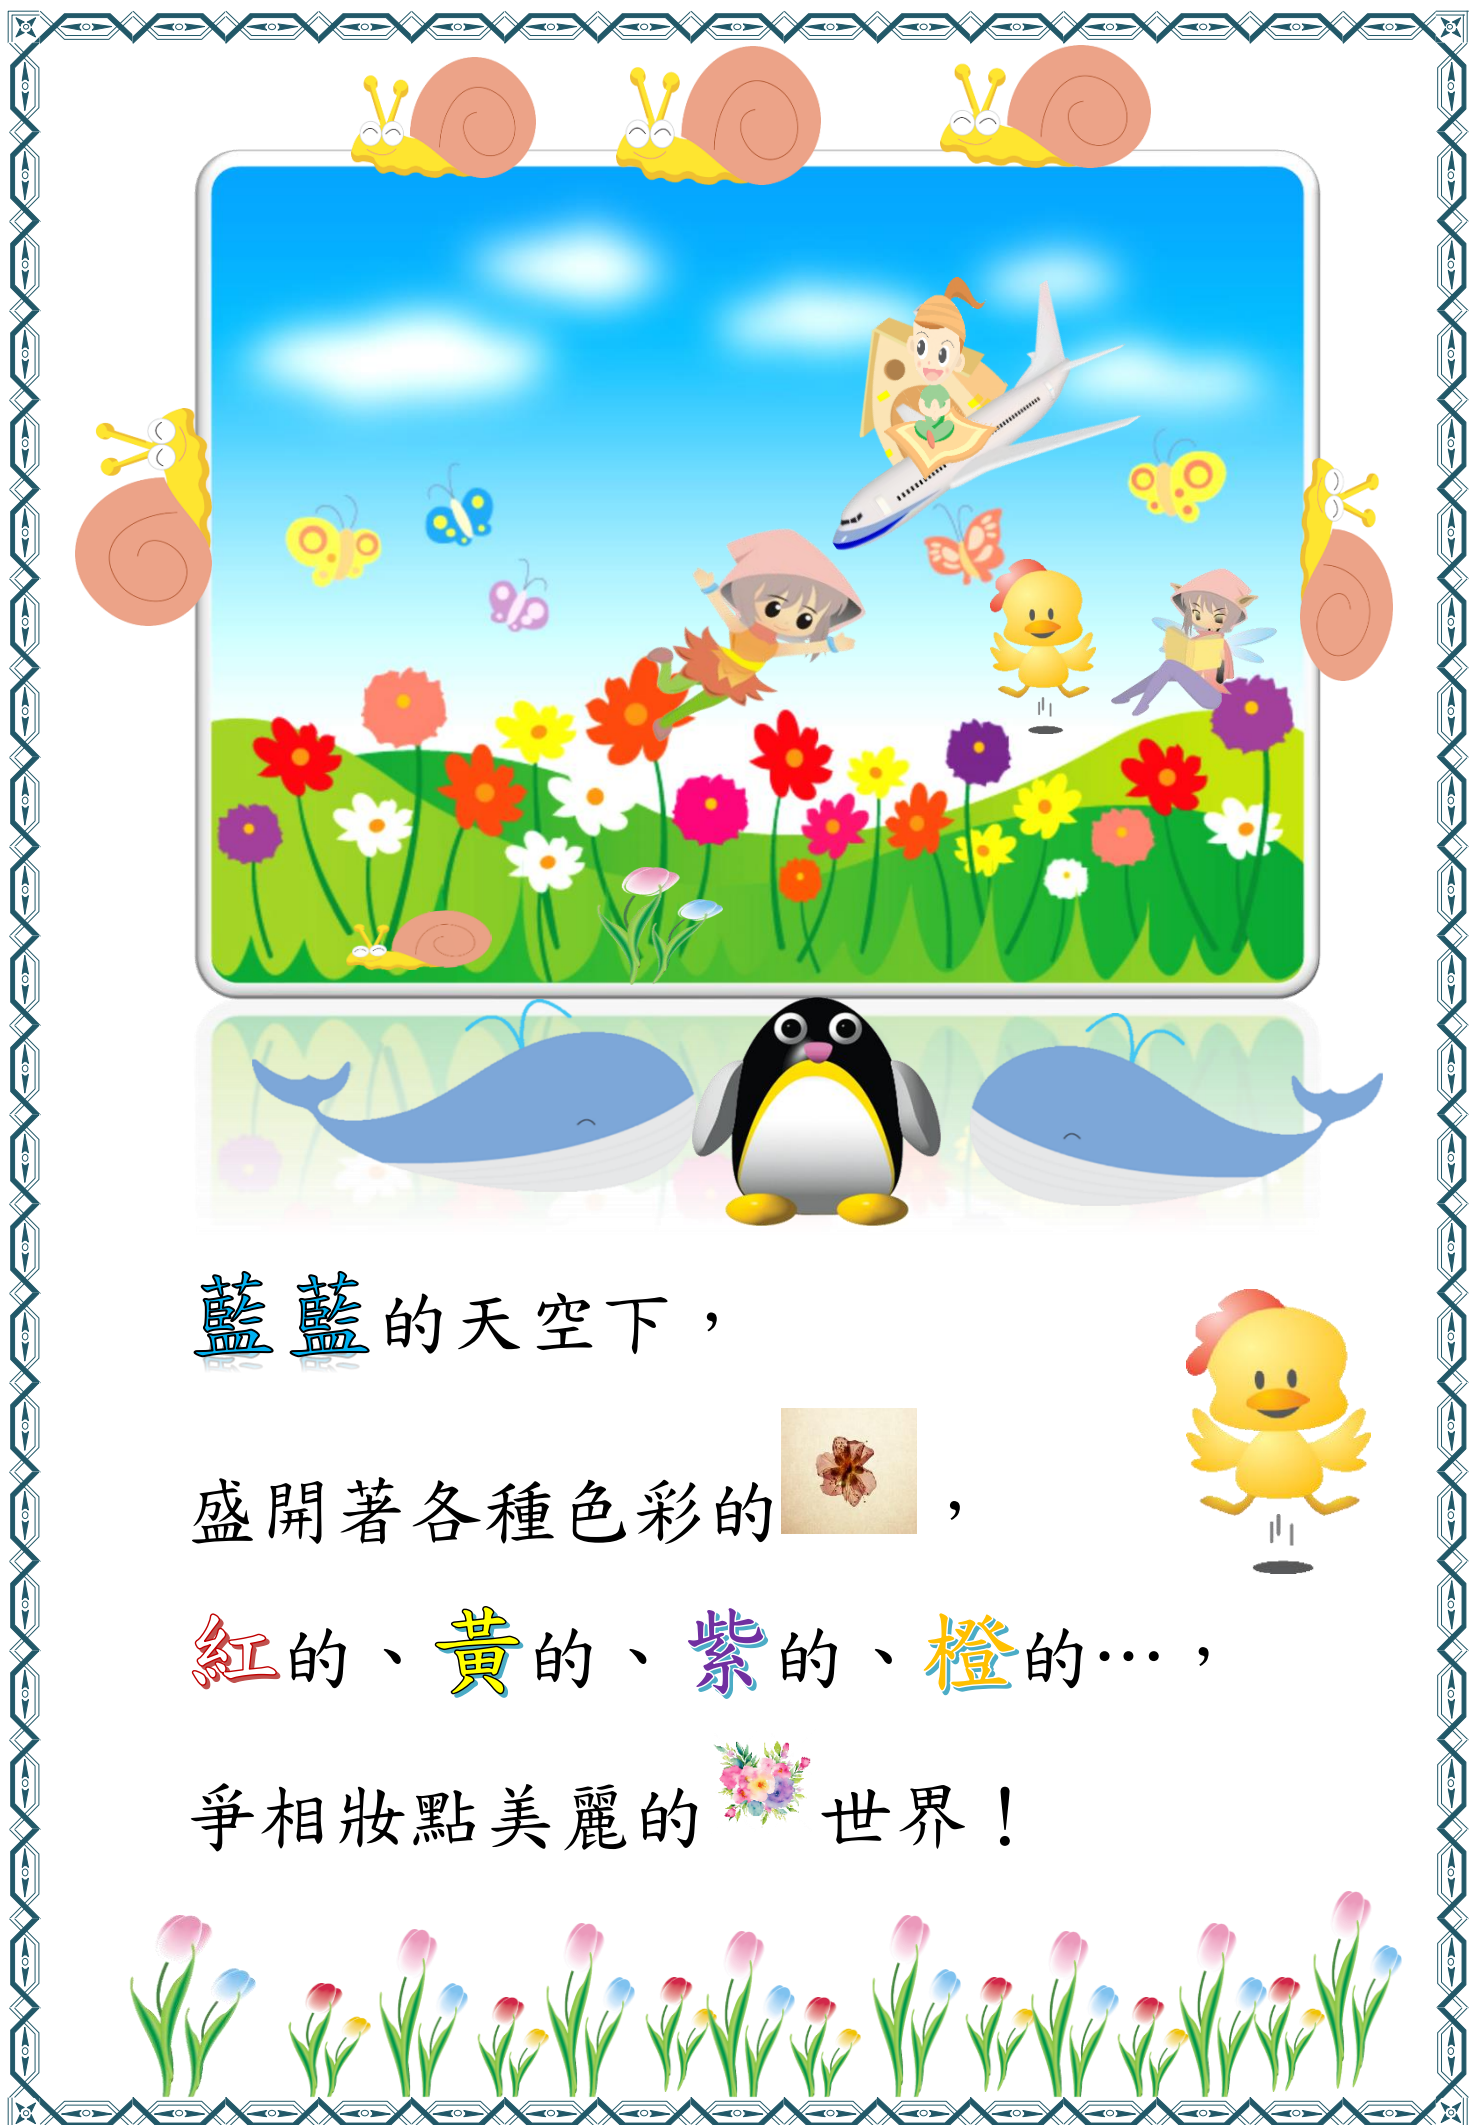 藍藍的天空下，
盛開著各種色彩的，
紅的、黃的、紫的、橙的…，
爭相妝點美麗的世界！